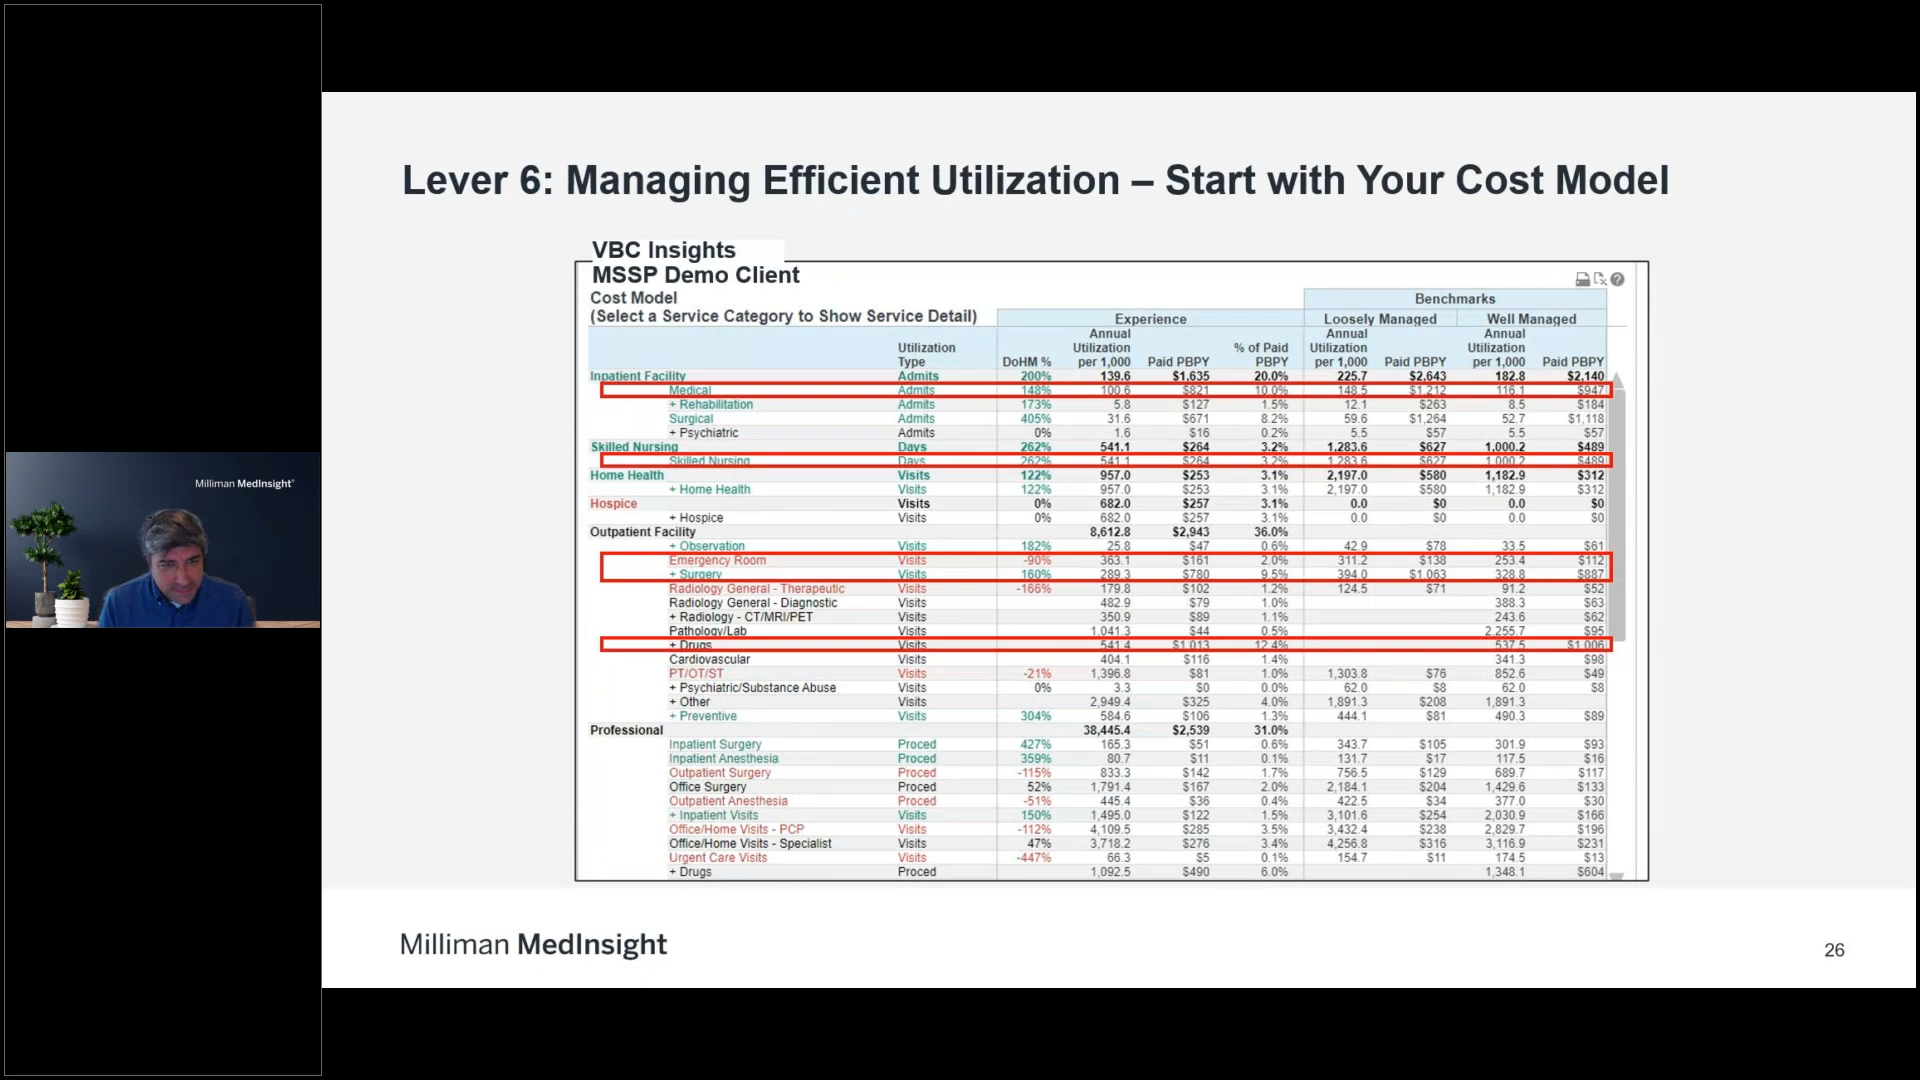 Milliman MedInsight®
Lever 6: Managing Efficient Utilization – Start with Your Cost Model
VBC Insights
MSSP Demo Client
Cost Model
(Select a Service Category to Show Service Detail)
Benchmarks
Experience Loosely Managed Well Managed
Utilization Type DoHM % Annual Utilization per 1,000 Paid PBPY % of Paid PBPY Annual Utilization per 1,000 Paid PBPY Annual Utilization per 1,000 Paid PBPY
Inpatient Facility Admits 200% 139.6 $1,635 20.0% 225.7 $2,643 182.8 $2,140
Medical Admits 148% 100.6 $821 10.0% 148.5 $1,212 116.1 $947
+ Rehabilitation Admits 173% 5.8 $127 1.5% 12.1 $263 8.5 $184
Surgical Admits 405% 31.6 $671 8.2% 59.6 $1,264 52.7 $1,118
+ Psychiatric Admits 0% 1.6 $16 0.2% 5.5 $57 5.5 $57
Skilled Nursing Days 262% 541.1 $264 3.2% 1,283.6 $627 1,000.2 $489
Skilled Nursing Days 262% 541.1 $264 3.2% 1,283.6 $627 1,000.2 $489
Home Health Visits 122% 957.0 $253 3.1% 2,197.0 $580 1,182.9 $312
+ Home Health Visits 122% 957.0 $253 3.1% 2,197.0 $580 1,182.9 $312
Hospice Visits 0% 682.0 $257 3.1% 0.0 $0 0.0 $0
+ Hospice Visits 0% 682.0 $257 3.1% 0.0 $0 0.0 $0
Outpatient Facility 8,612.8 $2,943 36.0%
+ Observation Visits 182% 25.8 $47 0.6% 42.9 $78 33.5 $61
Emergency Room Visits -90% 363.1 $161 2.0% 311.2 $138 253.4 $112
+ Surgery Visits 160% 289.3 $780 9.5% 394.0 $1,063 328.8 $887
Radiology General - Therapeutic Visits -166% 179.8 $102 1.2% 124.5 $71 91.2 $52
Radiology General - Diagnostic Visits 482.9 $79 1.0% 388.3 $63
+ Radiology - CT/MRI/PET Visits 350.9 $89 1.1% 243.6 $62
Pathology/Lab Visits 1,041.3 $44 0.5% 2,255.7 $95
+ Drugs Visits 541.4 $1,013 12.4% 537.5 $1,006
Cardiovascular Visits 404.1 $116 1.4% 341.3 $98
PT/OT/ST Visits -21% 1,396.8 $81 1.0% 1,303.8 $76 852.6 $49
+ Psychiatric/Substance Abuse Visits 0% 3.3 $0 0.0% 62.0 $8 62.0 $8
+ Other Visits 2,949.4 $325 4.0% 1,891.3 $208 1,891.3
+ Preventive Visits 304% 584.6 $106 1.3% 444.1 $81 490.3 $89
Professional 38,445.4 $2,539 31.0%
Inpatient Surgery Proced 427% 165.3 $51 0.6% 343.7 $105 301.9 $93
Inpatient Anesthesia Proced 359% 80.7 $11 0.1% 131.7 $17 117.5 $16
Outpatient Surgery Proced -115% 833.3 $142 1.7% 756.5 $129 689.7 $117
Office Surgery Proced 52% 1,791.4 $167 2.0% 2,184.1 $204 1,429.6 $133
Outpatient Anesthesia Proced -51% 445.4 $36 0.4% 422.5 $34 377.0 $30
+ Inpatient Visits Visits 150% 1,495.0 $122 1.5% 3,101.6 $254 2,030.9 $166
Office/Home Visits - PCP Visits -112% 4,109.5 $285 3.5% 3,432.4 $238 2,829.7 $196
Office/Home Visits - Specialist Visits 47% 3,718.2 $276 3.4% 4,256.8 $316 3,116.9 $231
Urgent Care Visits Visits -447% 66.3 $5 0.1% 154.7 $11 174.5 $13
+ Drugs Proced 1,092.5 $490 6.0% 1,348.1 $604
Milliman MedInsight
26